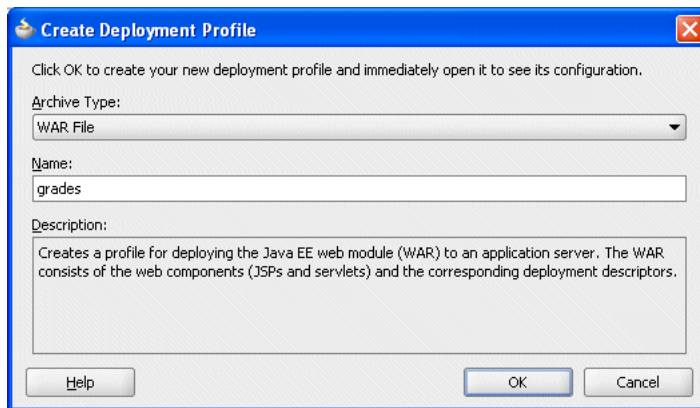 Create Deployment Profile
Click OK to create your new deployment profile and immediately open it to see its configuration.
Archive Type:
WAR File
Name:
grades
Description:
Creates a profile for deploying the Java EE web module (WAR) to an application server. The WAR
consists of the web components (JSPs and servlets) and the corresponding deployment descriptors.
Help
OK
Cancel